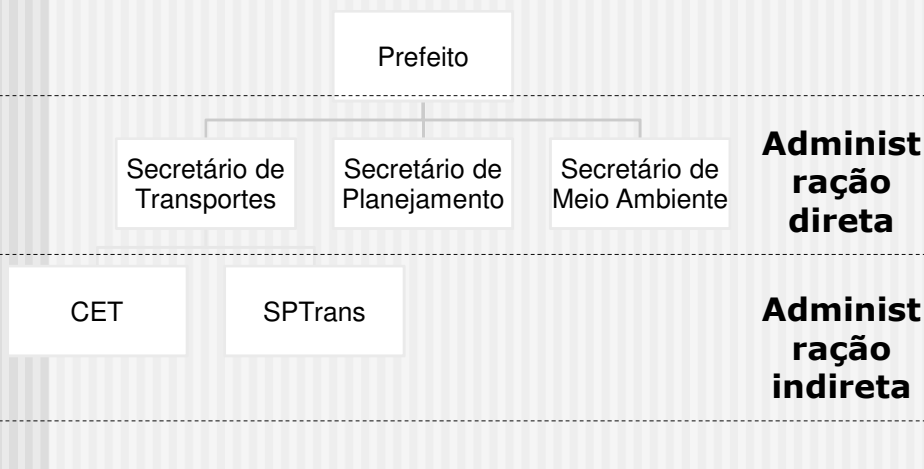 Prefeito
Secretário de
Transportes
Secretário de
Planejamento
Secretário de
Meio Ambiente
Administ
ração
direta
CET
SPTrans
Administ
ração
indireta